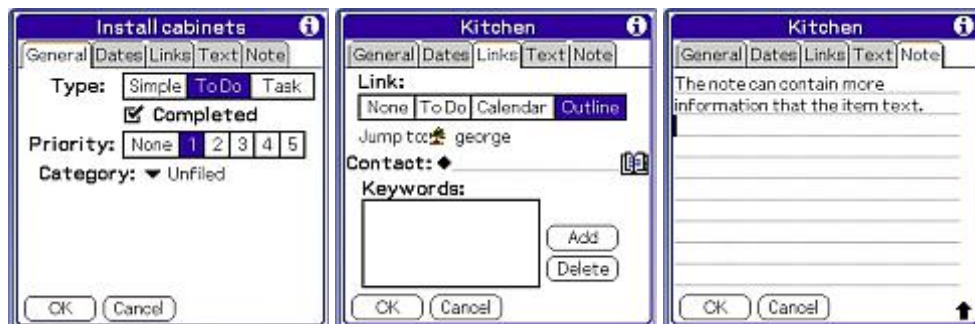 Install cabinets
General Dates Links Text Note
Type: Simple To Do Task
Completed
Priority: None 1 2 3 4 5
Category: Unfiled
OK Cancel
Kitchen
General Dates Links Text Note
Link:
None To Do Calendar Outline
Jump to: george
Contact:
Keywords:
Add
Delete
OK Cancel
Kitchen
General Dates Links Text Note
The note can contain more
information that the item text.
OK Cancel